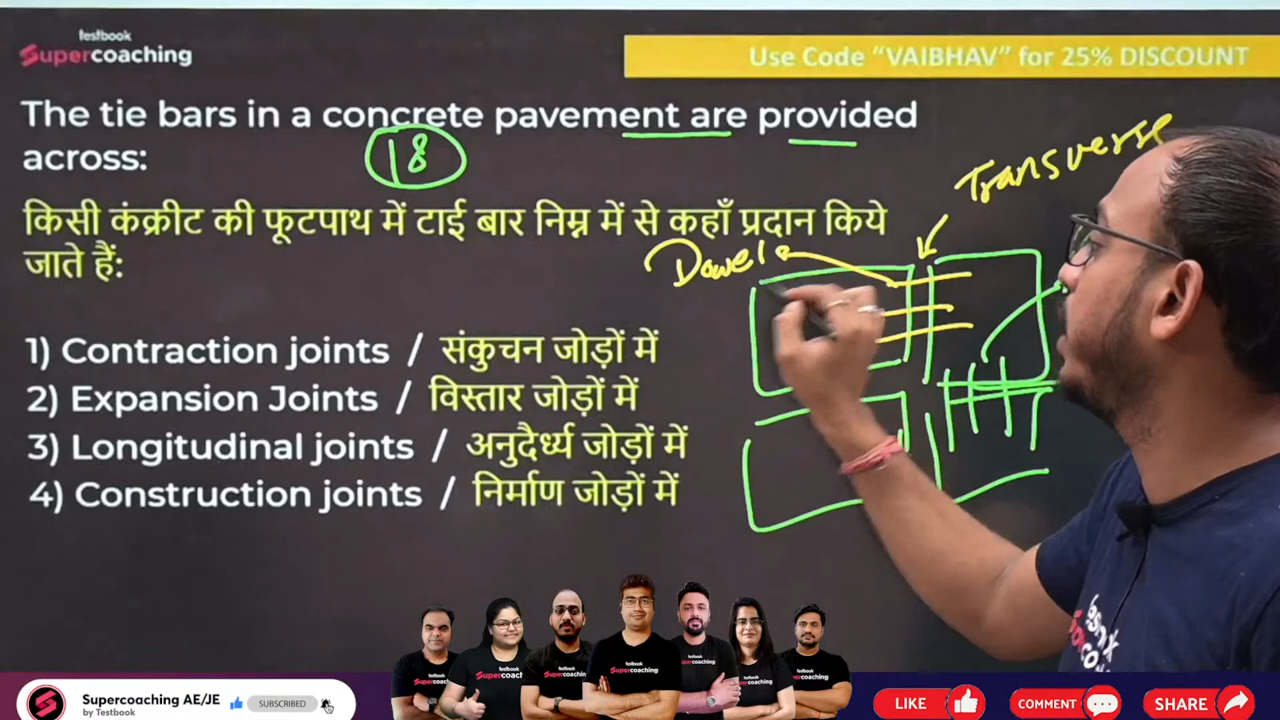 testbook
Supercoaching
Use Code “VAIBHAV” for 25% DISCOUNT
The tie bars in a concrete pavement are provided
across:
18
Transverse
किसी कंक्रीट की फूटपाथ में टाई बार निम्न में से कहाँ प्रदान किये
जाते हैं:
Dowel
1) Contraction joints / संकुचन जोड़ों में
2) Expansion Joints / विस्तार जोड़ों में
3) Longitudinal joints / अनुदैर्ध्य जोड़ों में
4) Construction joints / निर्माण जोड़ों में
Supercoaching AE/JE
by Testbook
SUBSCRIBED
LIKE
COMMENT
SHARE